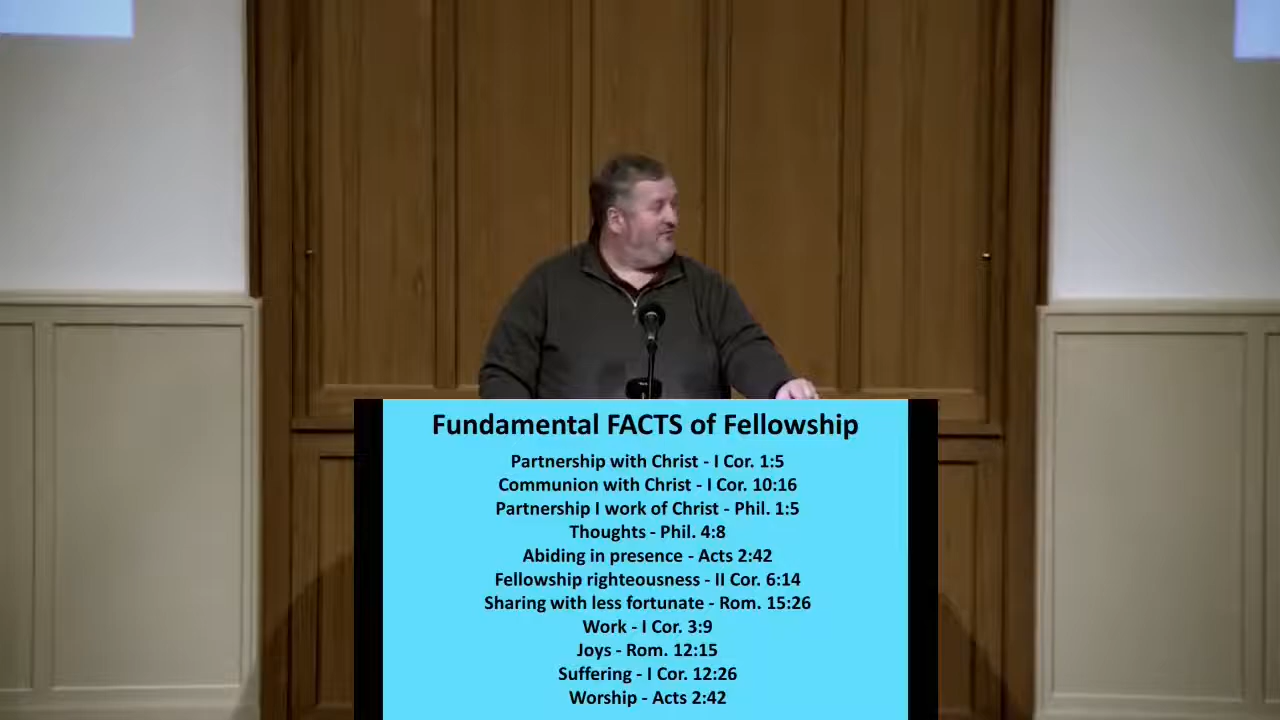 Fundamental FACTS of Fellowship
Partnership with Christ - I Cor. 1:5
Communion with Christ - I Cor. 10:16
Partnership I work of Christ - Phil. 1:5
Thoughts - Phil. 4:8
Abiding in presence - Acts 2:42
Fellowship righteousness - II Cor. 6:14
Sharing with less fortunate - Rom. 15:26
Work - I Cor. 3:9
Joys - Rom. 12:15
Suffering - I Cor. 12:26
Worship - Acts 2:42